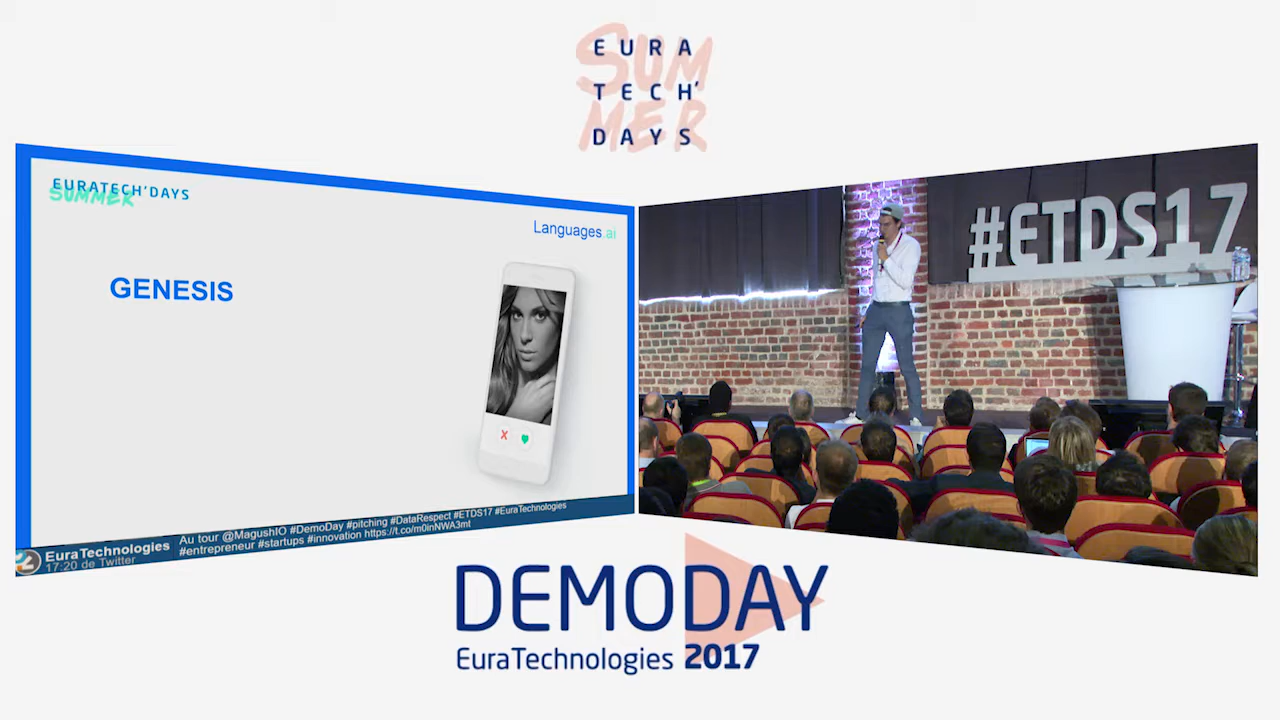 SUMMER
EURA
TECH'
DAYS
EURATECH'DAYS
SUMMER
Languages.ai
GENESIS
EuraTechnologies
17:20 de Twitter
Au tour @MagushIO #DemoDay #pitching #DataRespect #ETDS17 #EuraTechnologies
#entrepreneur #startups #innovation https://t.co/m0inNWA3mt
#ETDS17
DEMODAY
EuraTechnologies 2017